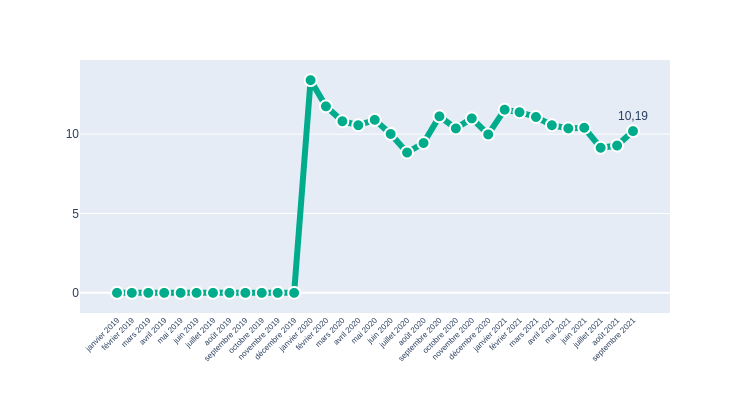 10,19
10
5
0
janvier 2019
février 2019
mars 2019
avril 2019
mai 2019
juin 2019
juillet 2019
août 2019
septembre 2019
octobre 2019
novembre 2019
décembre 2019
janvier 2020
février 2020
mars 2020
avril 2020
mai 2020
juin 2020
juillet 2020
août 2020
septembre 2020
octobre 2020
novembre 2020
décembre 2020
janvier 2021
février 2021
mars 2021
avril 2021
mai 2021
juin 2021
juillet 2021
août 2021
septembre 2021